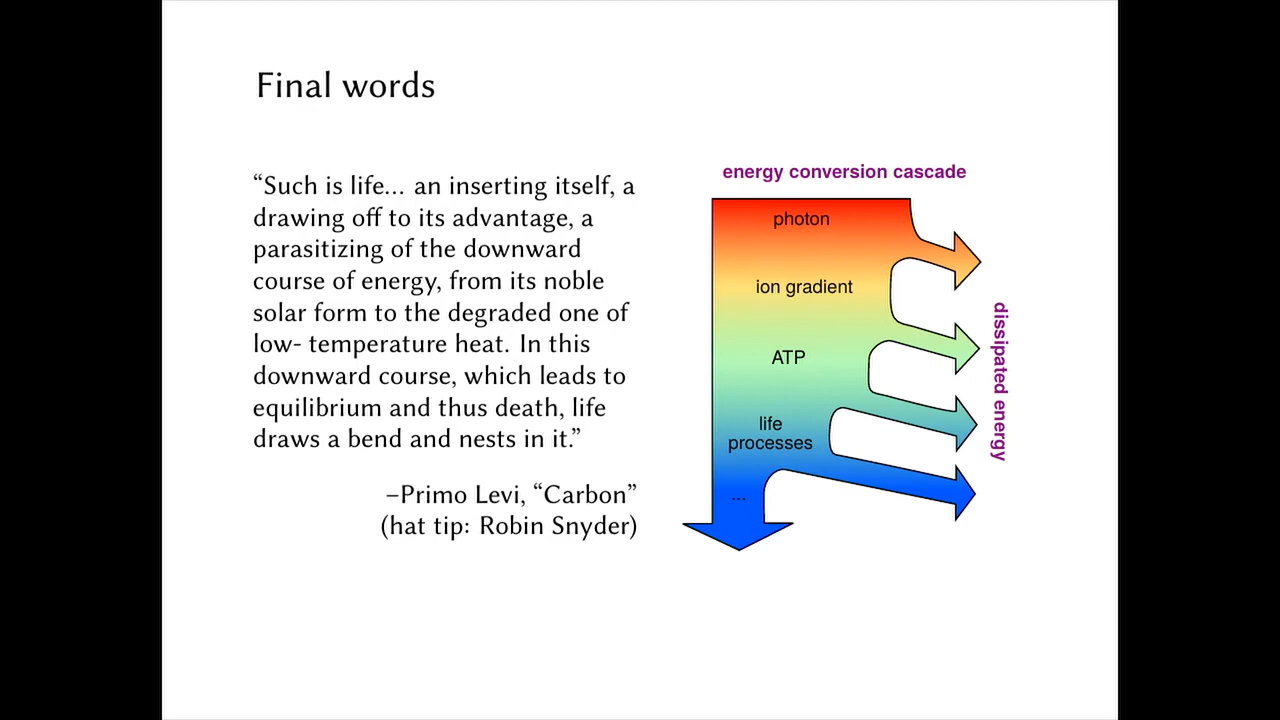 Final words
“Such is life... an inserting itself, a
drawing off to its advantage, a
parasitizing of the downward
course of energy, from its noble
solar form to the degraded one of
low- temperature heat. In this
downward course, which leads to
equilibrium and thus death, life
draws a bend and nests in it.”
–Primo Levi, “Carbon”
(hat tip: Robin Snyder)
energy conversion cascade
photon
ion gradient
ATP
life
processes
...
dissipated energy